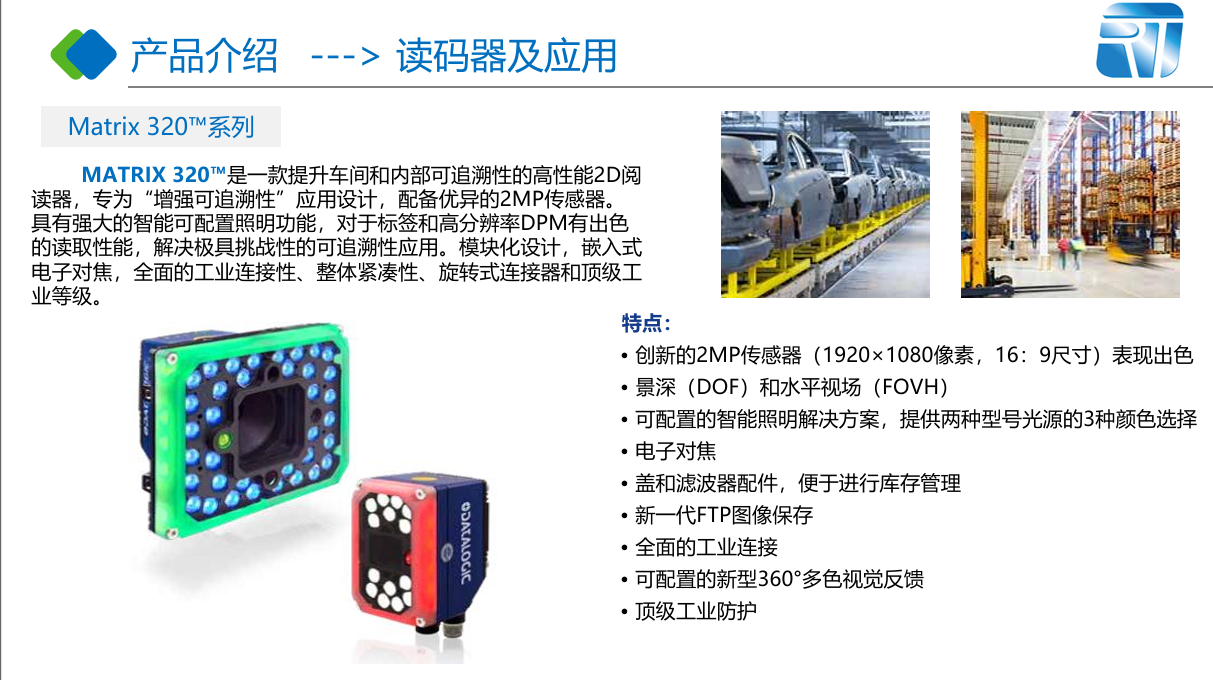 产品介绍 ---> 读码器及应用
Matrix 320™系列
MATRIX 320™是一款提升车间和内部可追溯性的高性能2D阅
读器，专为“增强可追溯性”应用设计，配备优异的2MP传感器。
具有强大的智能可配置照明功能，对于标签和高分辨率DPM有出色
的读取性能，解决极具挑战性的可追溯性应用。模块化设计，嵌入式
电子对焦，全面的工业连接性、整体紧凑性、旋转式连接器和顶级工
业等级。
特点：
• 创新的2MP传感器（1920×1080像素，16：9尺寸）表现出色
• 景深（DOF）和水平视场（FOVH）
• 可配置的智能照明解决方案，提供两种型号光源的3种颜色选择
• 电子对焦
• 盖和滤波器配件，便于进行库存管理
• 新一代FTP图像保存
• 全面的工业连接
• 可配置的新型360°多色视觉反馈
• 顶级工业防护
DATALOGIC